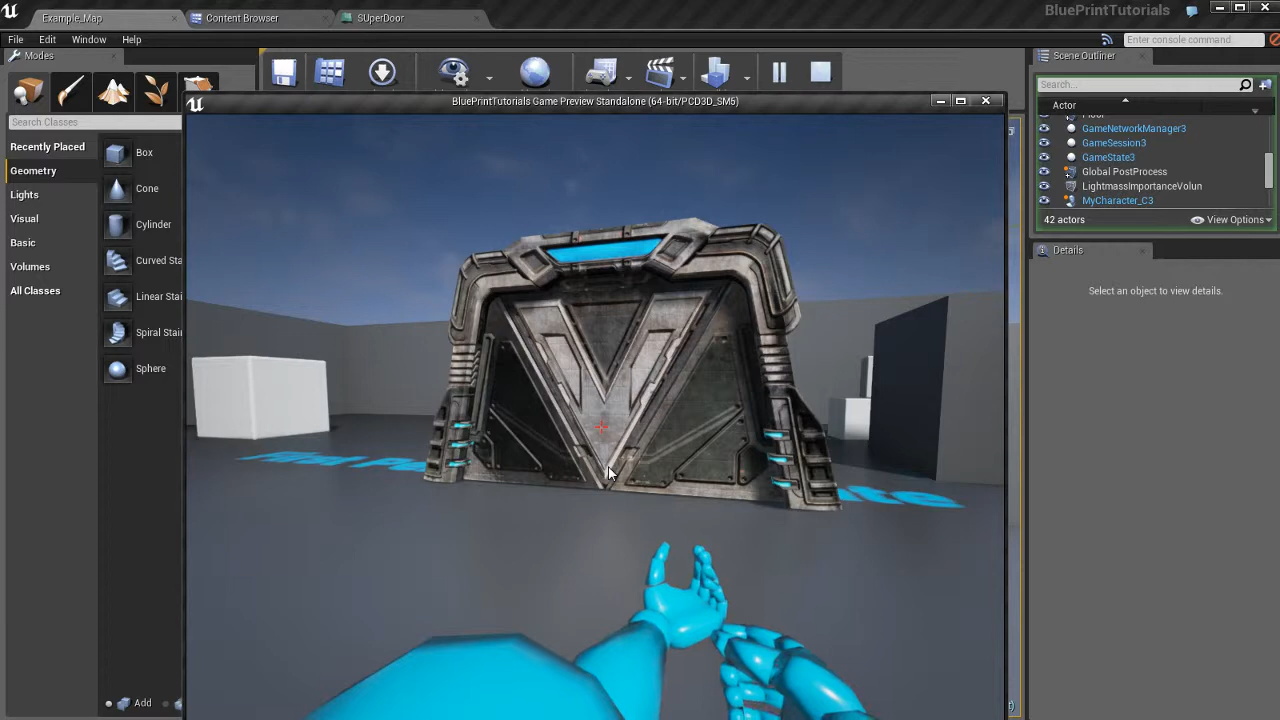 Example_Map
Content Browser
SUperDoor
BluePrintTutorials
File Edit Window Help
Enter console command
Modes
Scene Outliner
BluePrintTutorials Game Preview Standalone (64-bit/PCD3D_SM5)
Search...
Search Classes
Actor
Recently Placed
Geometry
Lights
Visual
Basic
Volumes
All Classes
Box
Cone
Cylinder
Curved Sta
Linear Stai
Spiral Stair
Sphere
Add
GameNetworkManager3
GameSession3
GameState3
Global PostProcess
LightmassImportanceVolun
MyCharacter_C3
42 actors
View Options
Details
Select an object to view details.